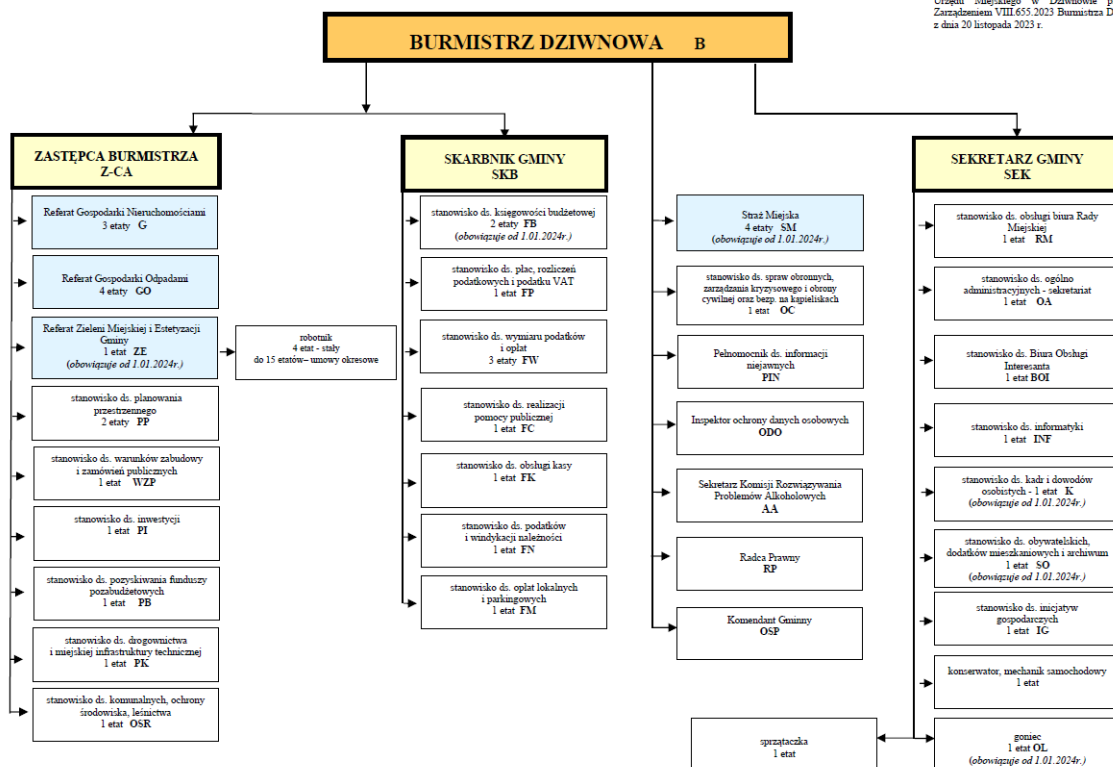 Urzędu Miejskiego w Dziwnowie
Zarządzeniem VIII.655.2023 Burmistrza
z dnia 20 listopada 2023 r.
BURMISTRZ DZIWNOWA B
ZASTĘPCA BURMISTRZA
Z-CA
Referat Gospodarki Nieruchomościami
3 etaty G
Referat Gospodarki Odpadami
4 etaty GO
Referat Zieleni Miejskiej i Estetyzacji
Gminy
1 etat ZE
(obowiązuje od 1.01.2024r.)
robotnik
4 etat - stały
do 15 etatów– umowy okresowe
stanowisko ds. planowania
przestrzennego
2 etaty PP
stanowisko ds. warunków zabudowy
i zamówień publicznych
1 etat WZP
stanowisko ds. inwestycji
1 etat PI
stanowisko ds. pozyskiwania funduszy
pozabudżetowych
1 etat PB
stanowisko ds. drogownictwa
i miejskiej infrastruktury technicznej
1 etat PK
stanowisko ds. komunalnych, ochrony
środowiska, leśnictwa
1 etat OSR
SKARBNIK GMINY
SKB
stanowisko ds. księgowości budżetowej
2 etaty FB
(obowiązuje od 1.01.2024r.)
stanowisko ds. płac, rozliczeń
podatkowych i podatku VAT
1 etat FP
stanowisko ds. wymiaru podatków
i opłat
3 etaty FW
stanowisko ds. realizacji
pomocy publicznej
1 etat FC
stanowisko ds. obsługi kasy
1 etat FK
stanowisko ds. podatków
i windykacji należności
1 etat FN
stanowisko ds. opłat lokalnych
i parkingowych
1 etat FM
Straż Miejska
4 etaty SM
(obowiązuje od 1.01.2024r.)
stanowisko ds. spraw obronnych,
zarządzania kryzysowego i obrony
cywilnej oraz bezp. na kąpieliskach
1 etat OC
Pełnomocnik ds. informacji
niejawnych
PIN
Inspektor ochrony danych osobowych
ODO
Sekretarz Komisji Rozwiązywania
Problemów Alkoholowych
AA
Radca Prawny
RP
Komendant Gminny
OSP
SEKRETARZ GMINY
SEK
stanowisko ds. obsługi biura Rady
Miejskiej
1 etat RM
stanowisko ds. ogólno
administracyjnych - sekretariat
1 etat OA
stanowisko ds. Biura Obsługi
Interesanta
1 etat BOI
stanowisko ds. informatyki
1 etat INF
stanowisko ds. kadr i dowodów
osobistych - 1 etat K
(obowiązuje od 1.01.2024r.)
stanowisko ds. obywatelskich,
dodatków mieszkaniowych i archiwum
1 etat SO
(obowiązuje od 1.01.2024r.)
stanowisko ds. inicjatyw
gospodarczych
1 etat IG
konserwator, mechanik samochodowy
1 etat
sprzątaczka
1 etat
goniec
1 etat OL
(obowiązuje od 1.01.2024r.)